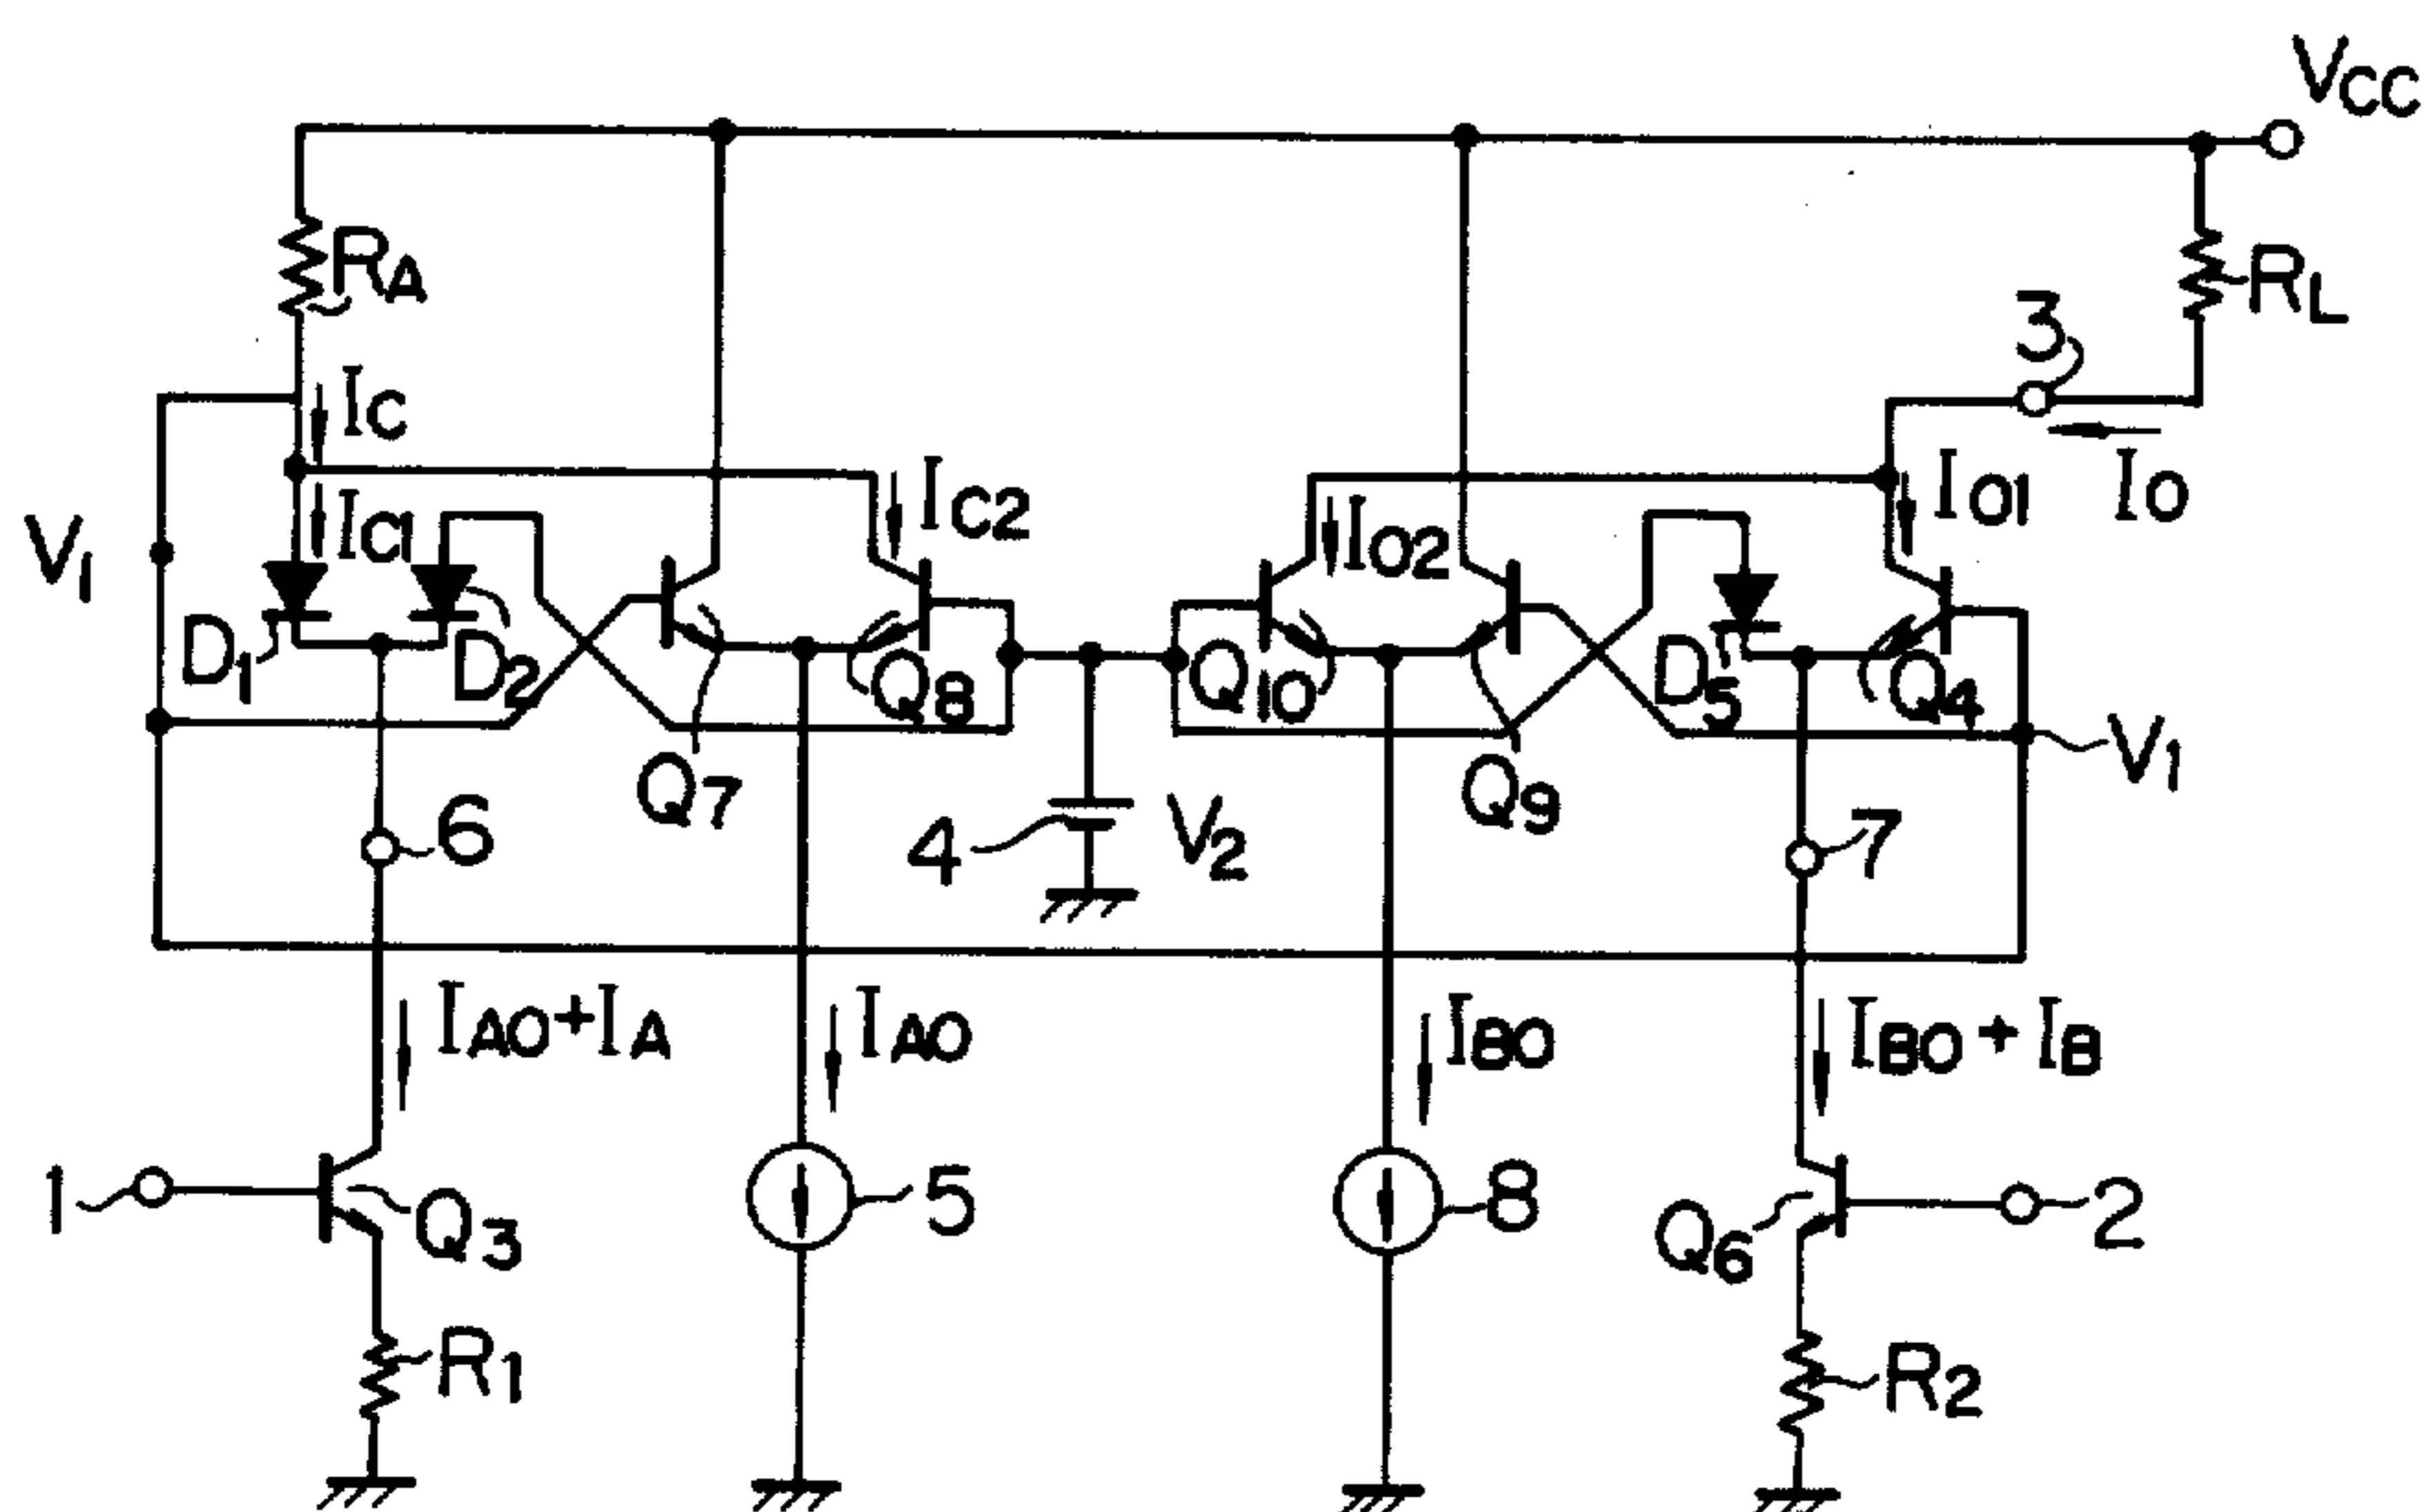 VCC
RA
RL
3
IC
IC1
IC2
IO2
IO1
IO
V1
D1
D2
Q8
Q10
D5
Q4
Q7
Q9
V1
6
4
V2
7
IAO+IA
IAO
IBO
IBO+IB
1
Q3
5
8
Q6
2
R1
R2